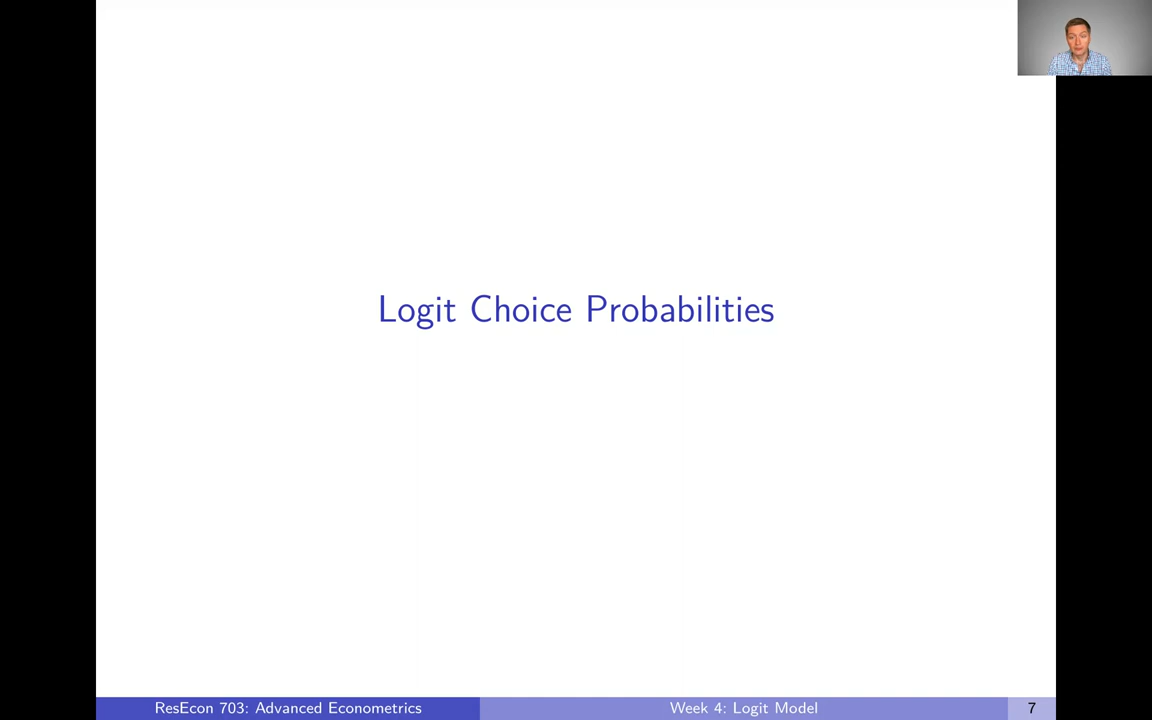 Logit Choice Probabilities
ResEcon 703: Advanced Econometrics
Week 4: Logit Model
7